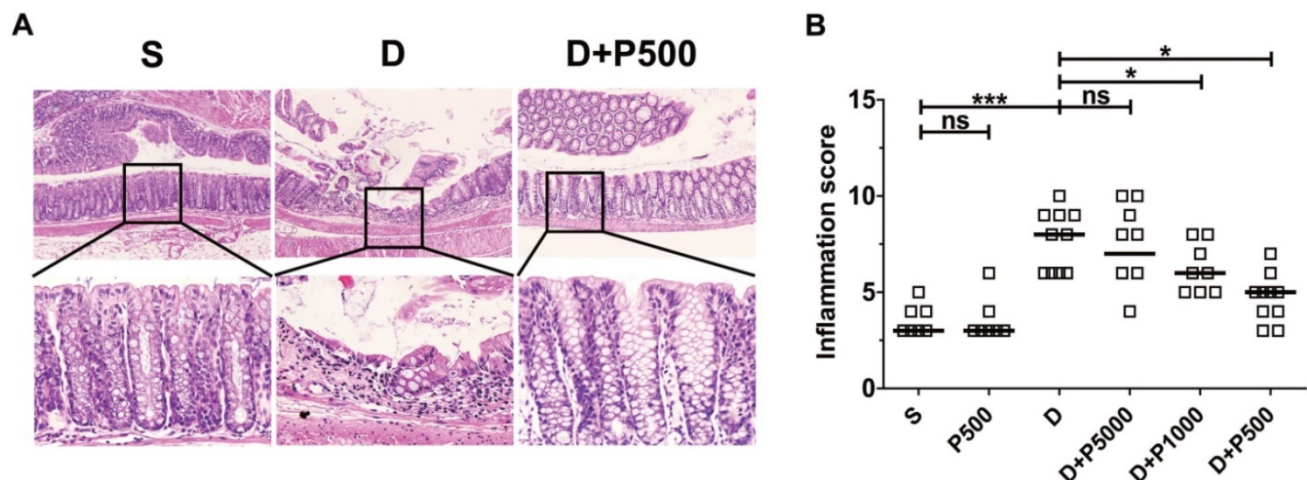 A
S
D
D+P500
B
*
*
*** ns
ns
Inflammation score
15
10
5
0
S
P500
D
D+P5000
D+P1000
D+P500